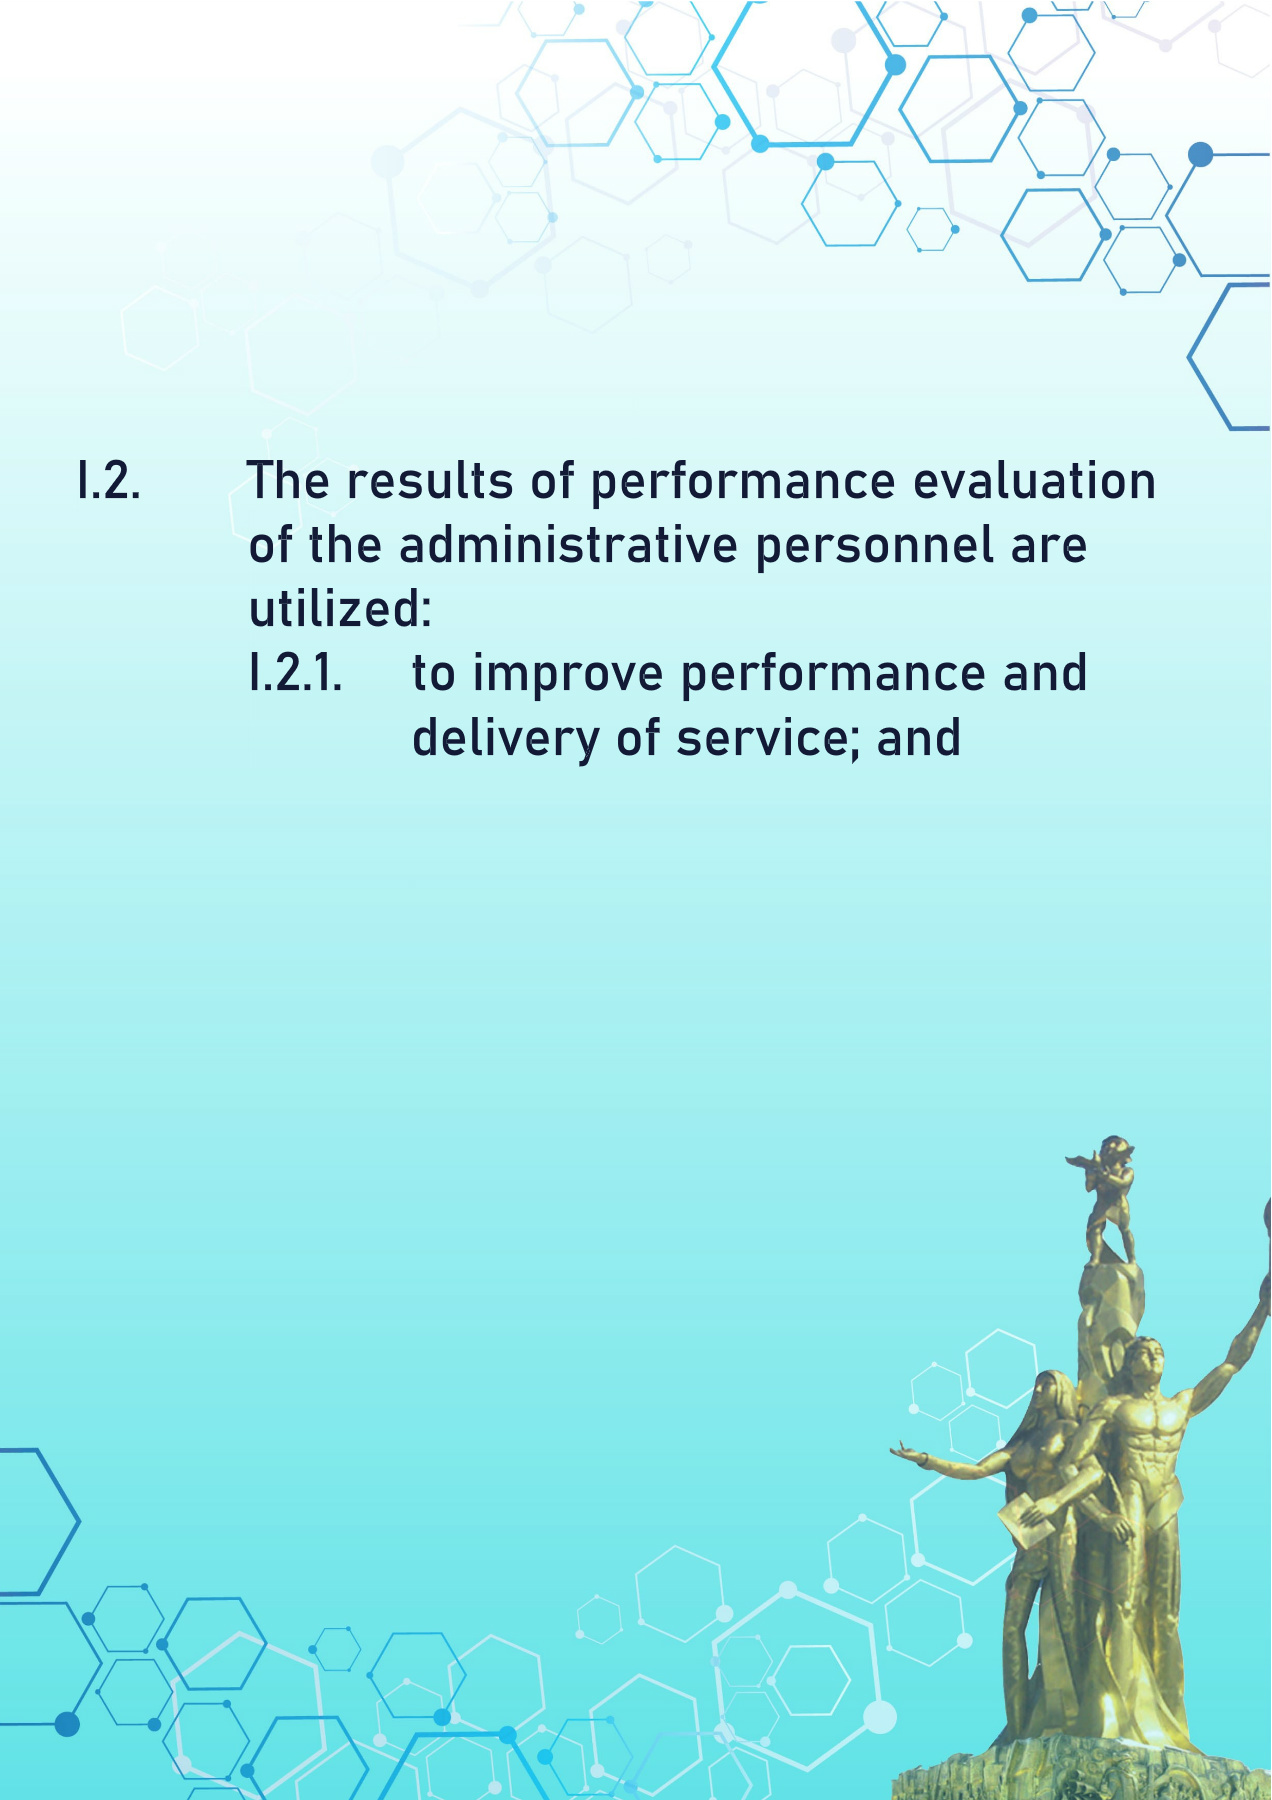 I.2. The results of performance evaluation
of the administrative personnel are
utilized:
I.2.1. to improve performance and
delivery of service; and